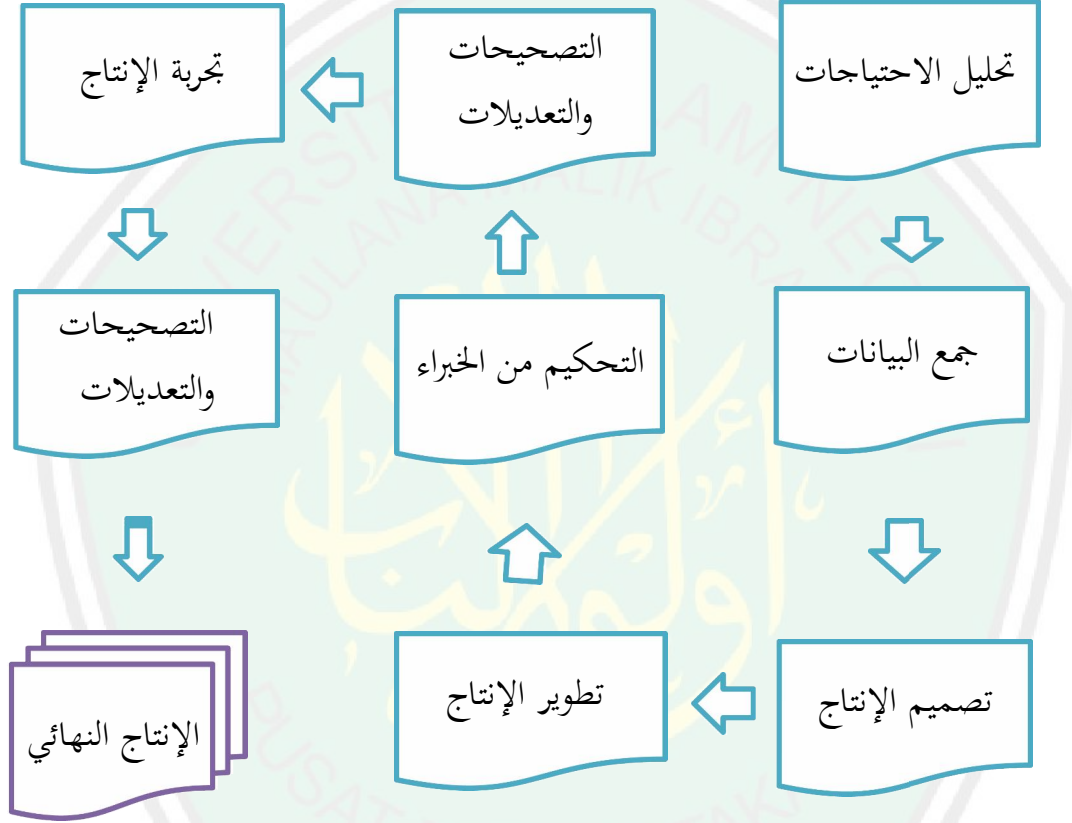 تحليل الاحتياجات
جمع البيانات
تصميم الإنتاج
تطوير الإنتاج
التحكيم من الخبراء
التصحيحات
والتعديلات
تجربة الإنتاج
التصحيحات
والتعديلات
الإنتاج النهائي